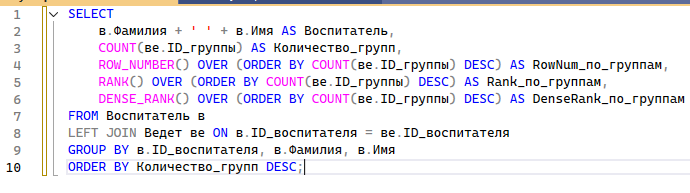 1 SELECT
2 в.Фамилия + ' ' + в.Имя AS Воспитатель,
3 COUNT(ве.ID_группы) AS Количество_групп,
4 ROW_NUMBER() OVER (ORDER BY COUNT(ве.ID_группы) DESC) AS RowNum_по_группам,
5 RANK() OVER (ORDER BY COUNT(ве.ID_группы) DESC) AS Rank_по_группам,
6 DENSE_RANK() OVER (ORDER BY COUNT(ве.ID_группы) DESC) AS DenseRank_по_группам
7 FROM Воспитатель в
8 LEFT JOIN Ведет ве ON в.ID_воспитателя = ве.ID_воспитателя
9 GROUP BY в.ID_воспитателя, в.Фамилия, в.Имя
10 ORDER BY Количество_групп DESC;